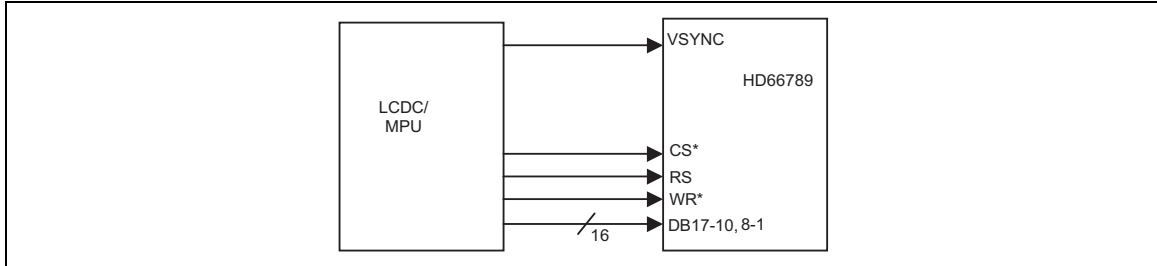 VSYNC
HD66789
LCDC/
MPU
CS*
RS
WR*
DB17-10, 8-1
16